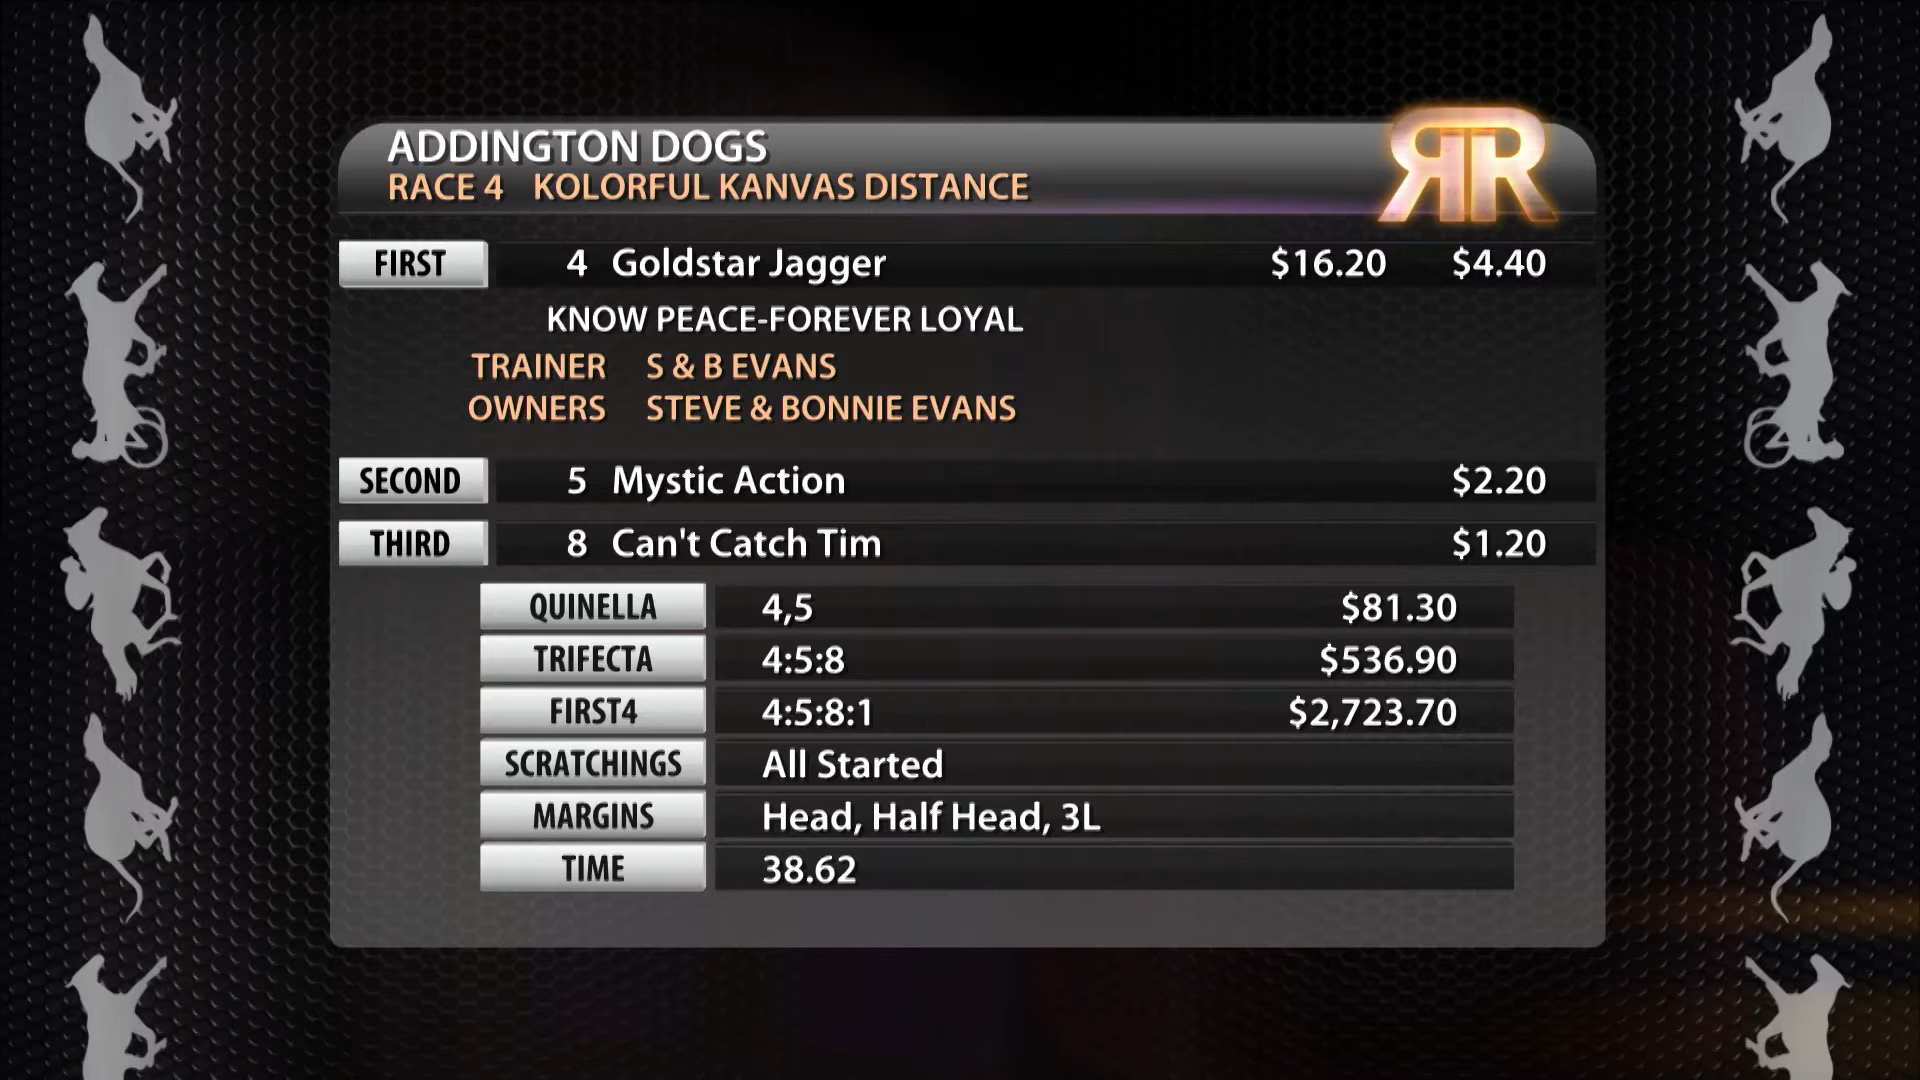 ADDINGTON DOGS
RACE 4 KOLORFUL KANVAS DISTANCE
FIRST 4 Goldstar Jagger $16.20 $4.40
KNOW PEACE-FOREVER LOYAL
TRAINER S & B EVANS
OWNERS STEVE & BONNIE EVANS
SECOND 5 Mystic Action $2.20
THIRD 8 Can't Catch Tim $1.20
QUINELLA 4,5 $81.30
TRIFECTA 4:5:8 $536.90
FIRST4 4:5:8:1 $2,723.70
SCRATCHINGS All Started
MARGINS Head, Half Head, 3L
TIME 38.62